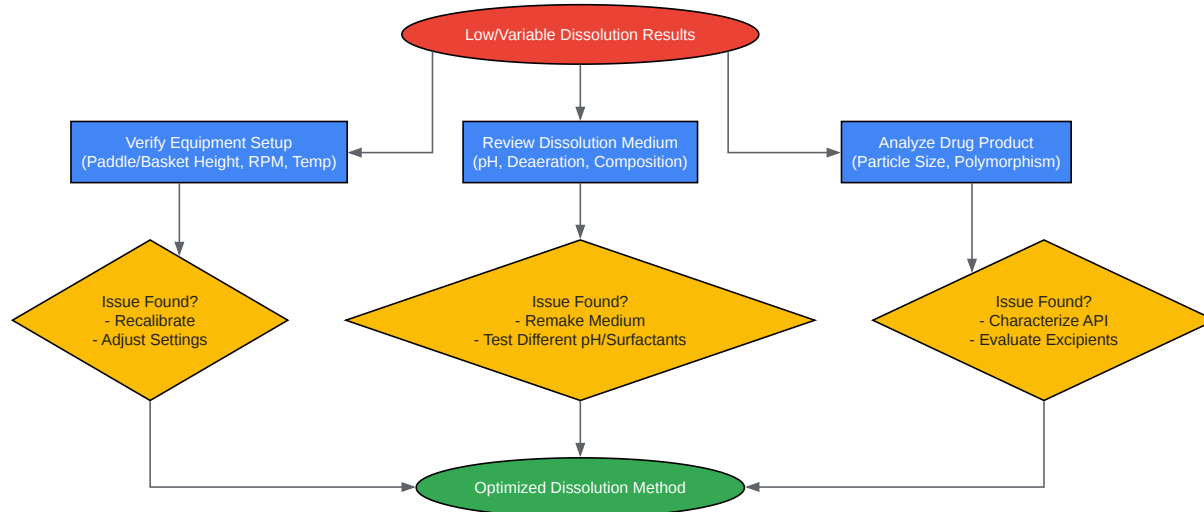 Low/Variable Dissolution Results
Verify Equipment Setup
(Paddle/Basket Height, RPM, Temp)
Review Dissolution Medium
(pH, Deaeration, Composition)
Analyze Drug Product
(Particle Size, Polymorphism)
Issue Found?
- Recalibrate
- Adjust Settings
Issue Found?
- Remake Medium
- Test Different pH/Surfactants
Issue Found?
- Characterize API
- Evaluate Excipients
Optimized Dissolution Method